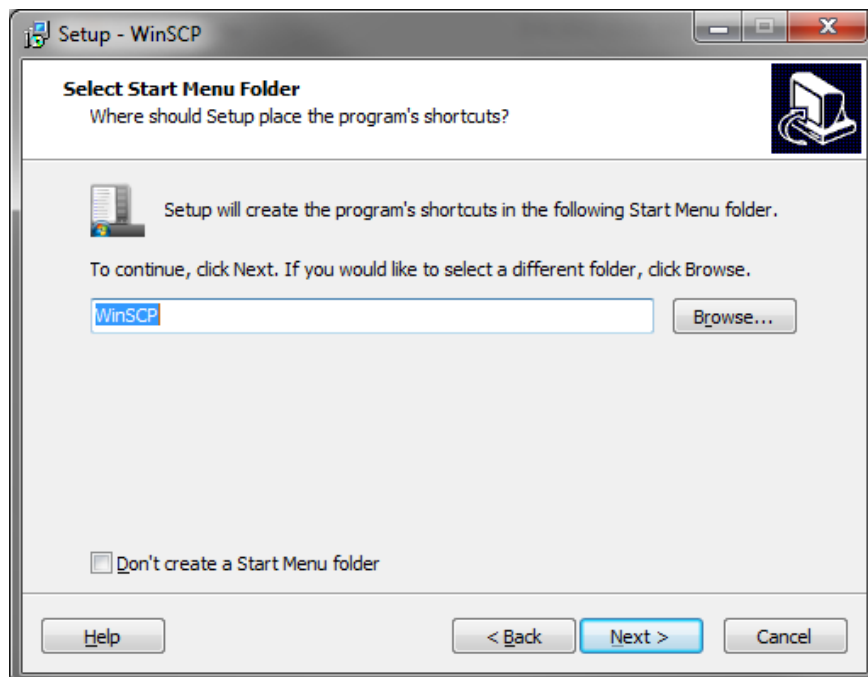 Setup - WinSCP
Select Start Menu Folder
Where should Setup place the program's shortcuts?
Setup will create the program's shortcuts in the following Start Menu folder.
To continue, click Next. If you would like to select a different folder, click Browse.
WinSCP
Browse...
Don't create a Start Menu folder
Help
< Back
Next >
Cancel